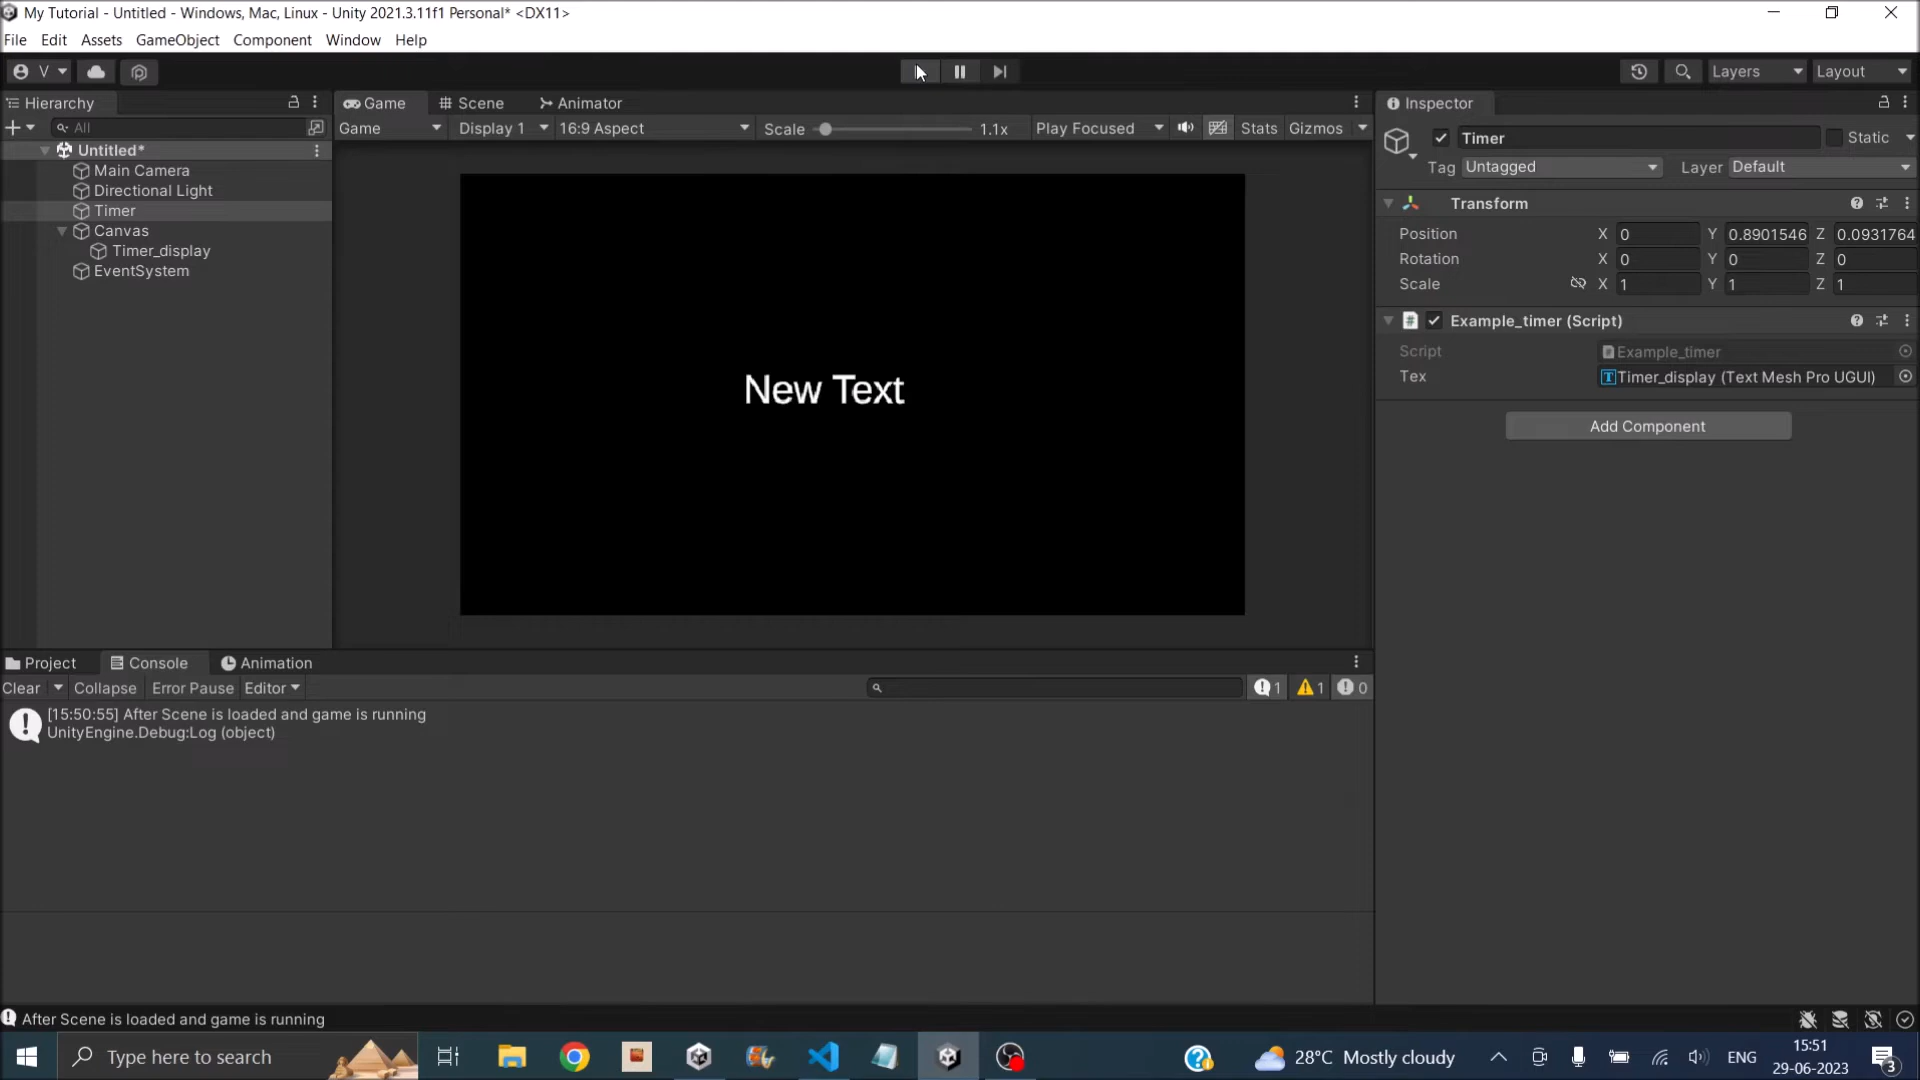 My Tutorial - Untitled - Windows, Mac, Linux - Unity 2021.3.11f1 Personal* <DX11>
File Edit Assets GameObject Component Window Help
V Layers Layout
Hierarchy
All
Untitled*
Main Camera
Directional Light
Timer
Canvas
Timer_display
EventSystem
Game Scene Animator
Game Display 1 16:9 Aspect Scale 1.1x Play Focused Stats Gizmos
New Text
Inspector
Timer Static
Tag Untagged Layer Default
Transform
Position X 0 Y 0.8901546 Z 0.0931764
Rotation X 0 Y 0 Z 0
Scale X 1 Y 1 Z 1
Example_timer (Script)
Script Example_timer
Tex Timer_display (Text Mesh Pro UGUI)
Add Component
Project Console Animation
Clear Collapse Error Pause Editor 1 1 0
[15:50:55] After Scene is loaded and game is running
UnityEngine.Debug:Log (object)
After Scene is loaded and game is running
Type here to search 28°C Mostly cloudy ENG 15:51
29-06-2023 3